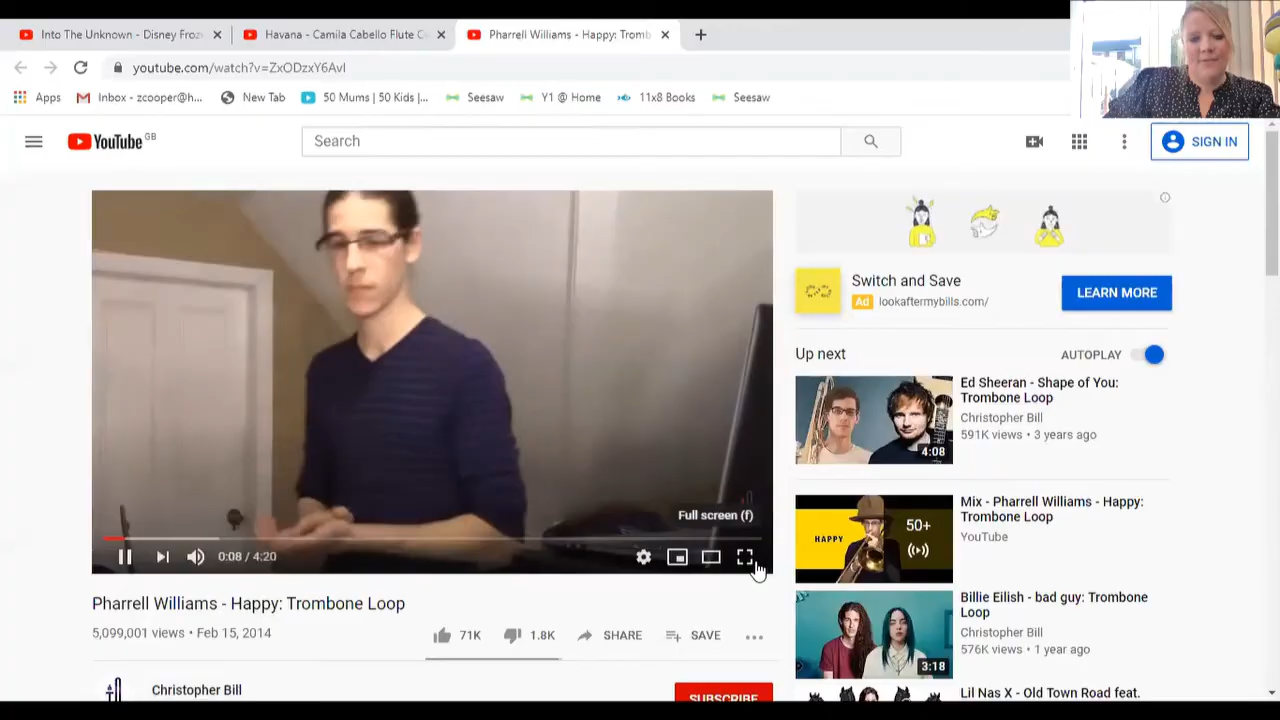 Into The Unknown - Disney Froz
Havana - Camila Cabello Flute C
Pharrell Williams - Happy: Tromb
youtube.com/watch?v=ZxODzxY6AvI
Apps
Inbox - zcooper@h...
New Tab
50 Mums | 50 Kids |...
Seesaw
Y1 @ Home
11x8 Books
Seesaw
YouTube GB
Search
SIGN IN
Switch and Save
Ad lookaftermybills.com/
LEARN MORE
Up next
AUTOPLAY
Ed Sheeran - Shape of You:
Trombone Loop
Christopher Bill
591K views • 3 years ago
4:08
Mix - Pharrell Williams - Happy:
Trombone Loop
YouTube
HAPPY
50+
Billie Eilish - bad guy: Trombone
Loop
Christopher Bill
576K views • 1 year ago
3:18
Lil Nas X - Old Town Road feat.
Full screen (f)
0:08 / 4:20
Pharrell Williams - Happy: Trombone Loop
5,099,001 views • Feb 15, 2014
71K
1.8K
SHARE
SAVE
Christopher Bill
SUBSCRIBE